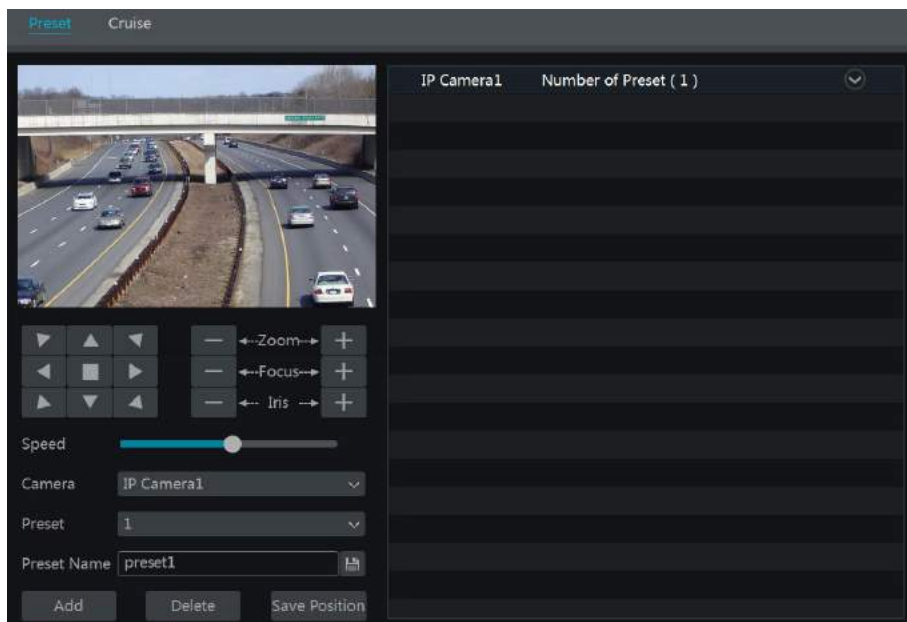 Preset Cruise
IP Camera1 Number of Preset ( 1 )
Zoom
Focus
Iris
Speed
Camera IP Camera1
Preset 1
Preset Name preset1
Add Delete Save Position